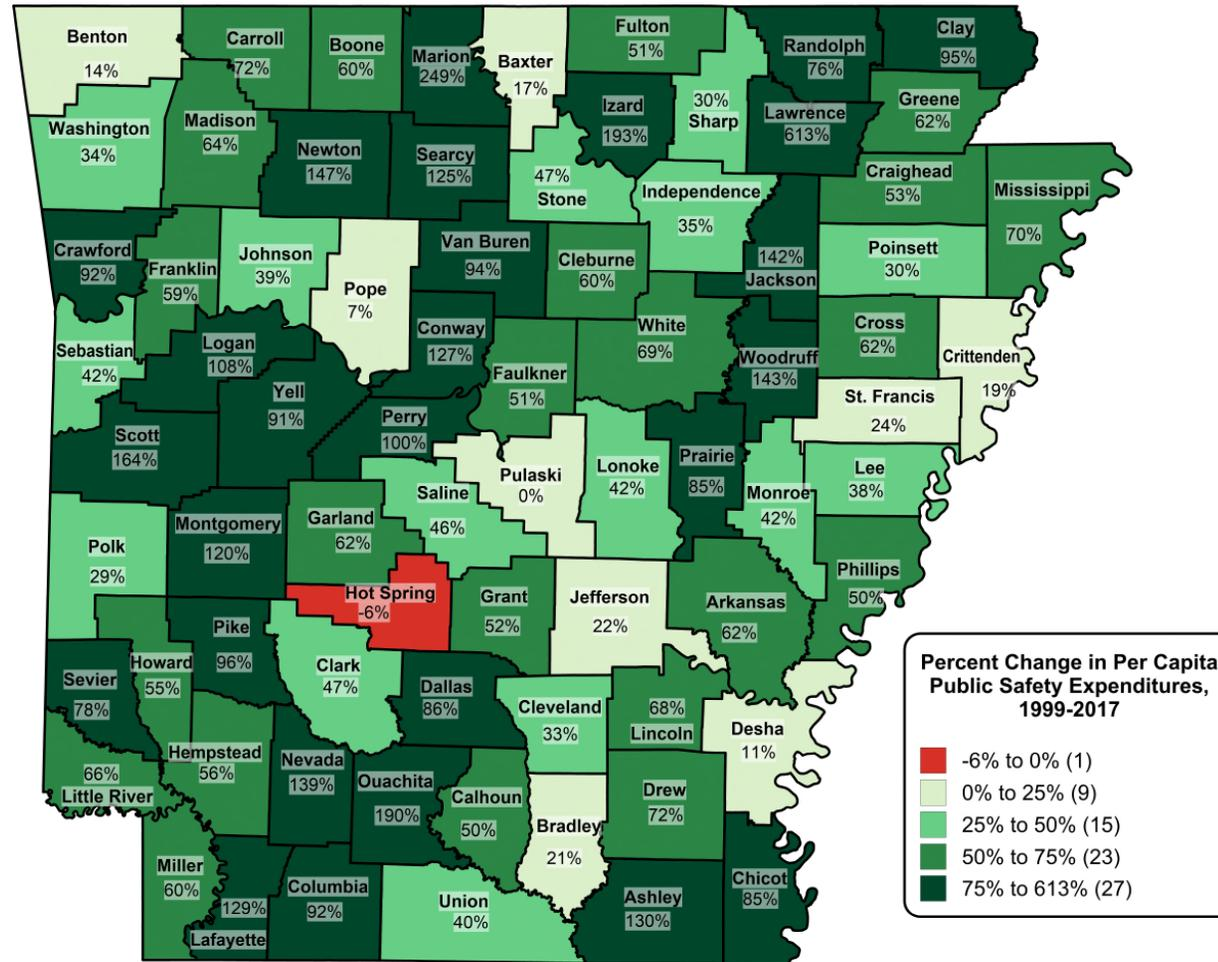 Benton
14%
Carroll
72%
Boone
60%
Marion
249%
Baxter
17%
Fulton
51%
30%
Sharp
Randolph
76%
Clay
95%
Izard
193%
Lawrence
613%
Greene
62%
Washington
34%
Madison
64%
Newton
147%
Searcy
125%
47%
Stone
Independence
35%
Craighead
53%
Mississippi
70%
Crawford
92%
Franklin
59%
Johnson
39%
Pope
7%
Van Buren
94%
Cleburne
60%
142%
Jackson
Poinsett
30%
Sebastian
42%
Logan
108%
Conway
127%
White
69%
Woodruff
143%
Cross
62%
Crittenden
19%
Yell
91%
Faulkner
51%
St. Francis
24%
Scott
164%
Perry
100%
Pulaski
0%
Lonoke
42%
Prairie
85%
Monroe
42%
Lee
38%
Polk
29%
Montgomery
120%
Garland
62%
Saline
46%
Phillips
50%
Hot Spring
-6%
Grant
52%
Jefferson
22%
Arkansas
62%
Sevier
78%
Howard
55%
Pike
96%
Clark
47%
Dallas
86%
Cleveland
33%
68%
Lincoln
Desha
11%
66%
Little River
Hempstead
56%
Nevada
139%
Ouachita
190%
Calhoun
50%
Bradley
21%
Drew
72%
Miller
60%
129%
Lafayette
Columbia
92%
Union
40%
Ashley
130%
Chicot
85%
Percent Change in Per Capita
Public Safety Expenditures,
1999-2017
-6% to 0% (1)
0% to 25% (9)
25% to 50% (15)
50% to 75% (23)
75% to 613% (27)